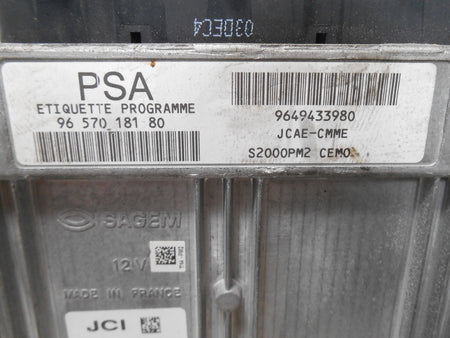 03DEC4
PSA
ETIQUETTE PROGRAMME
96 570 181 80
9649433980
JCAE-CMME
S2000PM2 CEMO
SAGEM
12V
MADE IN FRANCE
JCI